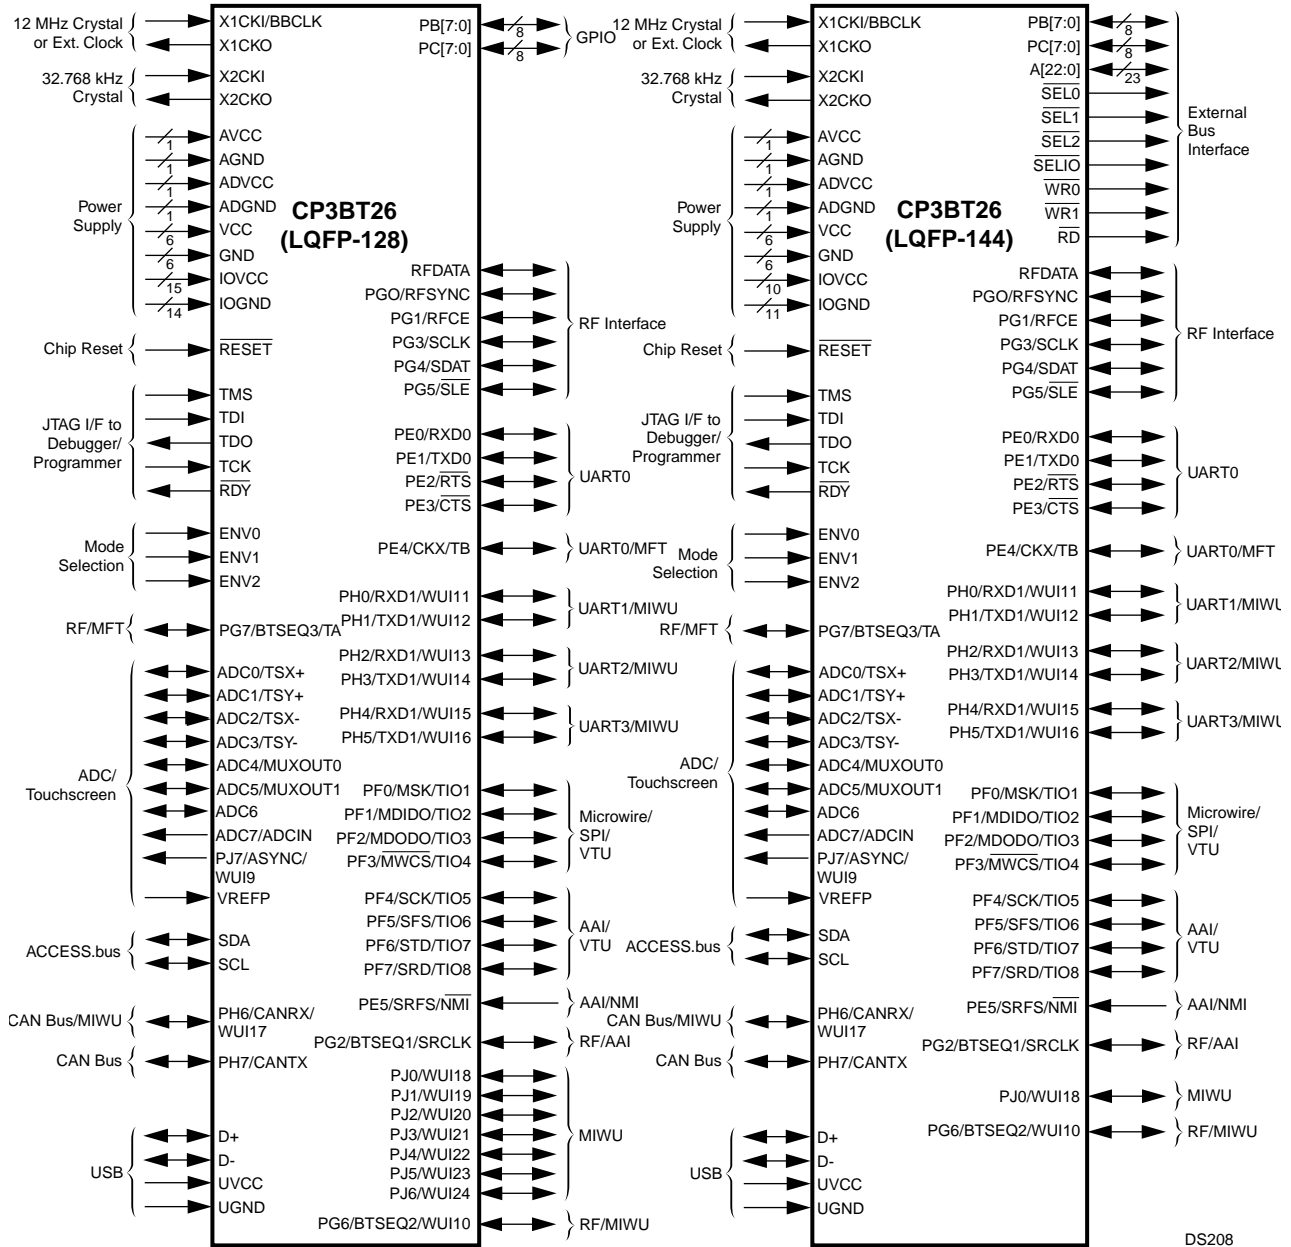 12 MHz Crystal
or Ext. Clock
X1CKI/BBCLK
X1CKO
32.768 kHz
Crystal
X2CKI
X2CKO
Power
Supply
1
AVCC
1
AGND
1
ADVCC
1
ADGND
6
VCC
6
GND
15
IOVCC
14
IOGND
Chip Reset
RESET
JTAG I/F to
Debugger/
Programmer
TMS
TDI
TDO
TCK
RDY
Mode
Selection
ENV0
ENV1
ENV2
RF/MFT
PG7/BTSEQ3/TA
ADC/
Touchscreen
ADC0/TSX+
ADC1/TSY+
ADC2/TSX-
ADC3/TSY-
ADC4/MUXOUT0
ADC5/MUXOUT1
ADC6
ADC7/ADCIN
PJ7/ASYNC/
WUI9
VREFP
ACCESS.bus
SDA
SCL
CAN Bus/MIWU
PH6/CANRX/
WUI17
CAN Bus
PH7/CANTX
USB
D+
D-
UVCC
UGND
CP3BT26
(LQFP-128)
PB[7:0]
8
PC[7:0]
8
GPIO
RFDATA
PGO/RFSYNC
PG1/RFCE
PG3/SCLK
PG4/SDAT
PG5/SLE
RF Interface
PE0/RXD0
PE1/TXD0
PE2/RTS
PE3/CTS
UART0
PE4/CKX/TB
UART0/MFT
PH0/RXD1/WUI11
PH1/TXD1/WUI12
UART1/MIWU
PH2/RXD1/WUI13
PH3/TXD1/WUI14
UART2/MIWU
PH4/RXD1/WUI15
PH5/TXD1/WUI16
UART3/MIWU
PF0/MSK/TIO1
PF1/MDIDO/TIO2
PF2/MDODO/TIO3
PF3/MWCS/TIO4
Microwire/
SPI/
VTU
PF4/SCK/TIO5
PF5/SFS/TIO6
PF6/STD/TIO7
PF7/SRD/TIO8
AAI/
VTU
PE5/SRFS/NMI
AAI/NMI
PG2/BTSEQ1/SRCLK
RF/AAI
PJ0/WUI18
PJ1/WUI19
PJ2/WUI20
PJ3/WUI21
PJ4/WUI22
PJ5/WUI23
PJ6/WUI24
MIWU
PG6/BTSEQ2/WUI10
RF/MIWU
12 MHz Crystal
or Ext. Clock
X1CKI/BBCLK
X1CKO
32.768 kHz
Crystal
X2CKI
X2CKO
Power
Supply
1
AVCC
1
AGND
1
ADVCC
1
ADGND
6
VCC
6
GND
10
IOVCC
11
IOGND
Chip Reset
RESET
JTAG I/F to
Debugger/
Programmer
TMS
TDI
TDO
TCK
RDY
Mode
Selection
ENV0
ENV1
ENV2
RF/MFT
PG7/BTSEQ3/TA
ADC/
Touchscreen
ADC0/TSX+
ADC1/TSY+
ADC2/TSX-
ADC3/TSY-
ADC4/MUXOUT0
ADC5/MUXOUT1
ADC6
ADC7/ADCIN
PJ7/ASYNC/
WUI9
VREFP
ACCESS.bus
SDA
SCL
CAN Bus/MIWU
PH6/CANRX/
WUI17
CAN Bus
PH7/CANTX
USB
D+
D-
UVCC
UGND
CP3BT26
(LQFP-144)
PB[7:0]
8
PC[7:0]
8
A[22:0]
23
SEL0
SEL1
SEL2
SELIO
WR0
WR1
RD
External
Bus
Interface
RFDATA
PGO/RFSYNC
PG1/RFCE
PG3/SCLK
PG4/SDAT
PG5/SLE
RF Interface
PE0/RXD0
PE1/TXD0
PE2/RTS
PE3/CTS
UART0
PE4/CKX/TB
UART0/MFT
PH0/RXD1/WUI11
PH1/TXD1/WUI12
UART1/MIWU
PH2/RXD1/WUI13
PH3/TXD1/WUI14
UART2/MIWU
PH4/RXD1/WUI15
PH5/TXD1/WUI16
UART3/MIWU
PF0/MSK/TIO1
PF1/MDIDO/TIO2
PF2/MDODO/TIO3
PF3/MWCS/TIO4
Microwire/
SPI/
VTU
PF4/SCK/TIO5
PF5/SFS/TIO6
PF6/STD/TIO7
PF7/SRD/TIO8
AAI/
VTU
PE5/SRFS/NMI
AAI/NMI
PG2/BTSEQ1/SRCLK
RF/AAI
PJ0/WUI18
MIWU
PG6/BTSEQ2/WUI10
RF/MIWU
DS208